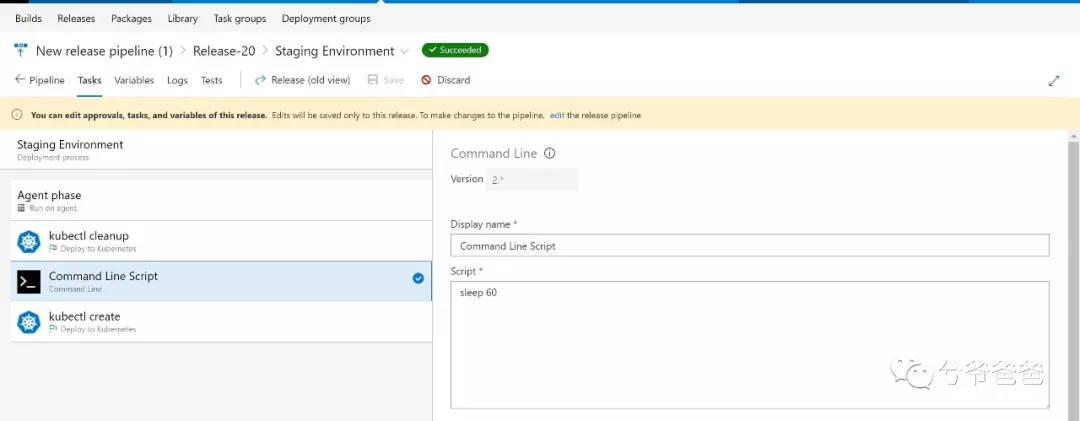 Builds Releases Packages Library Task groups Deployment groups
New release pipeline (1) > Release-20 > Staging Environment Succeeded
Pipeline Tasks Variables Logs Tests Release (old view) Save Discard
You can edit approvals, tasks, and variables of this release. Edits will be saved only to this release. To make changes to the pipeline, edit the release pipeline
Staging Environment
Deployment process
Agent phase
Run on agent
kubectl cleanup
Deploy to Kubernetes
Command Line Script
Command Line
kubectl create
Deploy to Kubernetes
Command Line
Version 2.*
Display name *
Command Line Script
Script *
sleep 60
兮爷爸爸